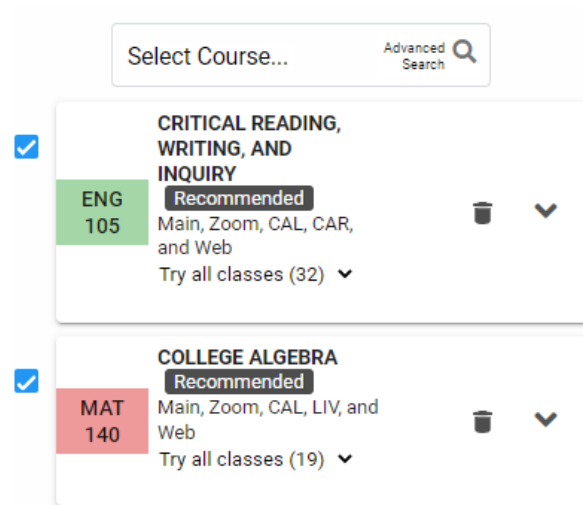 Select Course...
Advanced
Search
CRITICAL READING,
WRITING, AND
INQUIRY
Recommended
ENG
105
Main, Zoom, CAL, CAR,
and Web
Try all classes (32)
COLLEGE ALGEBRA
Recommended
MAT
140
Main, Zoom, CAL, LIV, and
Web
Try all classes (19)